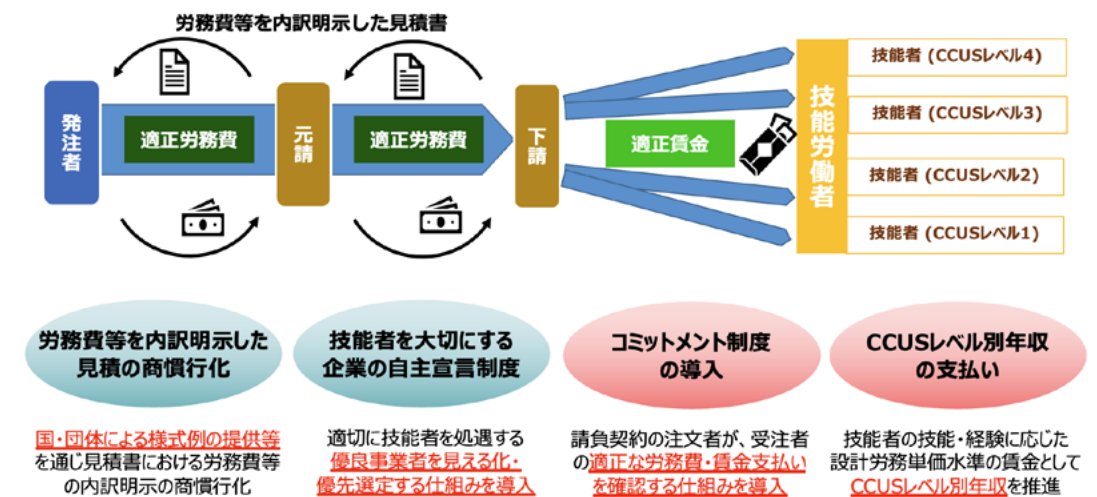 労務費等を内訳明示した見積書
発注者
適正労務費
元請
適正労務費
下請
適正賃金
技能労働者
技能者 (CCUSレベル4)
技能者 (CCUSレベル3)
技能者 (CCUSレベル2)
技能者 (CCUSレベル1)
労務費等を内訳明示した
見積の商慣行化
国・団体による様式例の提供等
を通じ見積書における労務費等
の内訳明示の商慣行化
技能者を大切にする
企業の自主宣言制度
適切に技能者を処遇する
優良事業者を見える化・
優先選定する仕組みを導入
コミットメント制度
の導入
請負契約の注文者が、受注者
の適正な労務費・賃金支払い
を確認する仕組みを導入
CCUSレベル別年収
の支払い
技能者の技能・経験に応じた
設計労務単価水準の賃金として
CCUSレベル別年収を推進